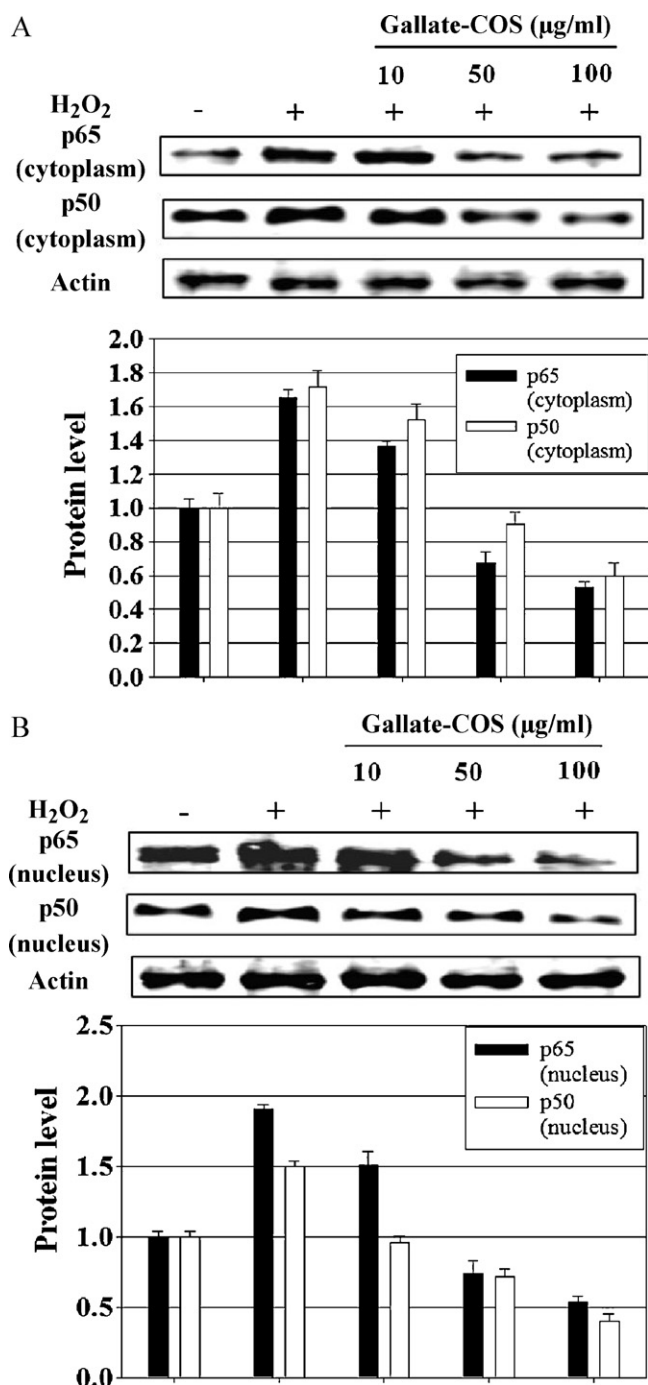 A
Gallate-COS (μg/ml)
10 50 100
H₂O₂ - + + + +
p65
(cytoplasm)
p50
(cytoplasm)
Actin
2.0
1.8
1.6
1.4
1.0
0.8
0.6
0.4
0.2
0.0
Protein level
p65
(cytoplasm)
p50
(cytoplasm)
B
Gallate-COS (μg/ml)
10 50 100
H₂O₂ - + + + +
p65
(nucleus)
p50
(nucleus)
Actin
2.5
2.0
1.5
1.0
0.5
0.0
Protein level
p65
(nucleus)
p50
(nucleus)